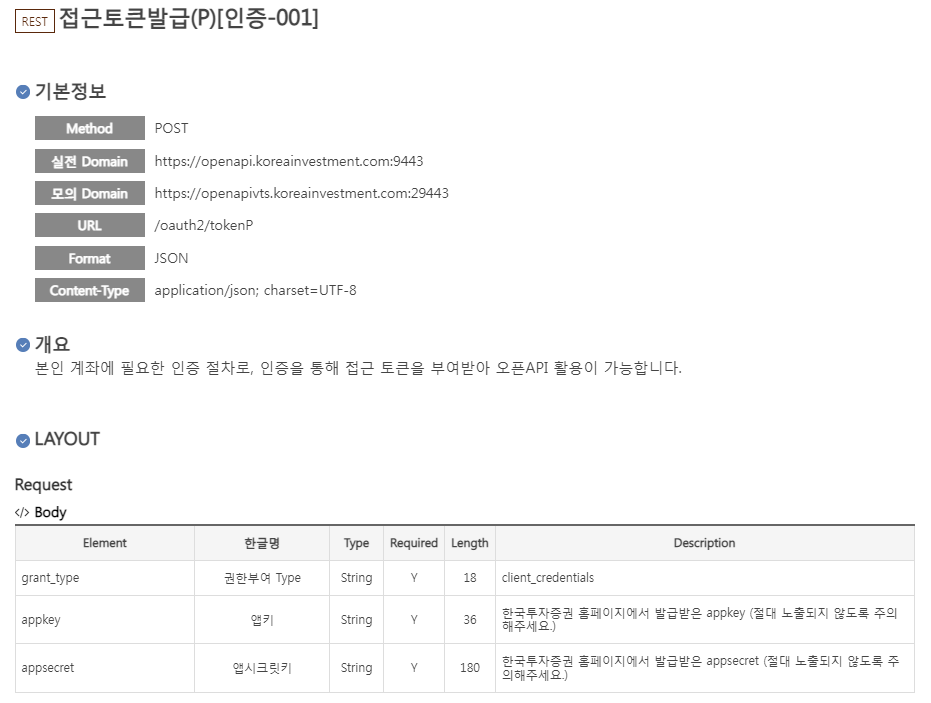 REST 접근토큰발급(P)[인증-001]
기본정보
Method POST
실전 Domain https://openapi.koreainvestment.com:9443
모의 Domain https://openapivts.koreainvestment.com:29443
URL /oauth2/tokenP
Format JSON
Content-Type application/json; charset=UTF-8
개요
본인 계좌에 필요한 인증 절차로, 인증을 통해 접근 토큰을 부여받아 오픈API 활용이 가능합니다.
LAYOUT
Request
</> Body
Element 한글명 Type Required Length Description
grant_type 권한부여 Type String Y 18 client_credentials
appkey 앱키 String Y 36 한국투자증권 홈페이지에서 발급받은 appkey (절대 노출되지 않도록 주의
해주세요.)
appsecret 앱시크릿키 String Y 180 한국투자증권 홈페이지에서 발급받은 appsecret (절대 노출되지 않도록 주
의해주세요.)